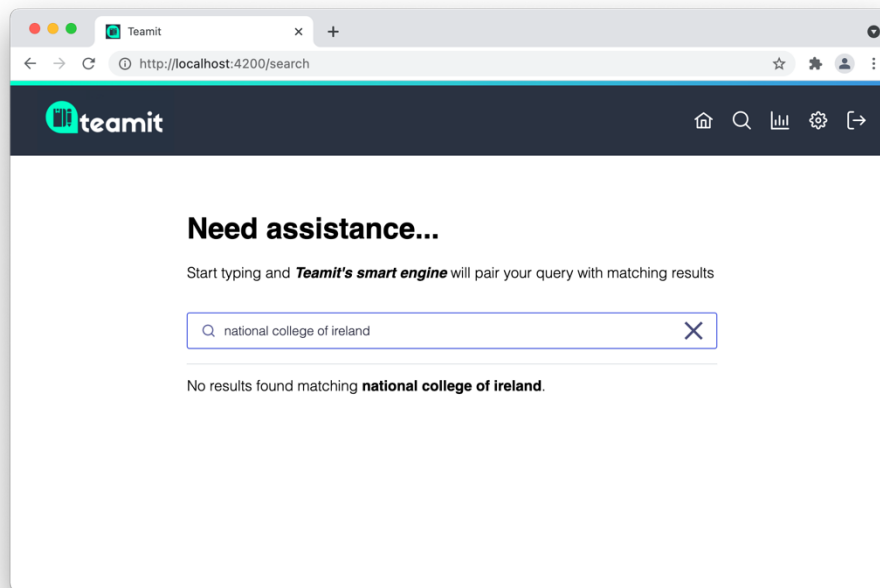 Teamit
http://localhost:4200/search
teamit
Need assistance...
Start typing and Teamit's smart engine will pair your query with matching results
national college of ireland
No results found matching national college of ireland.